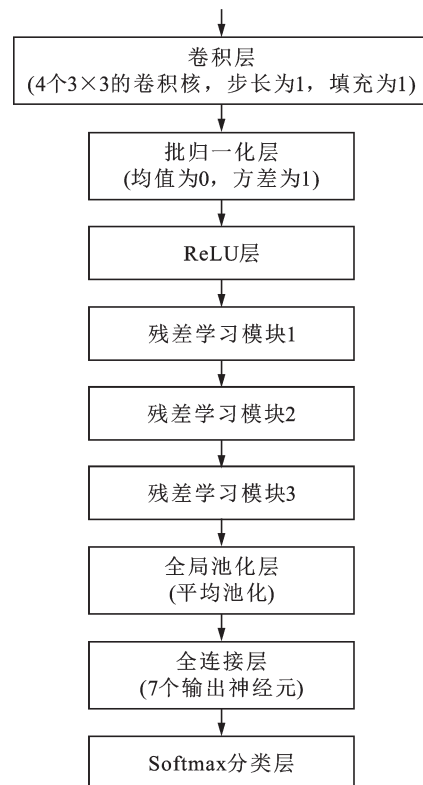 卷积层
(4个3×3的卷积核，步长为1，填充为1)
批归一化层
(均值为0，方差为1)
ReLU层
残差学习模块1
残差学习模块2
残差学习模块3
全局池化层
(平均池化)
全连接层
(7个输出神经元)
Softmax分类层